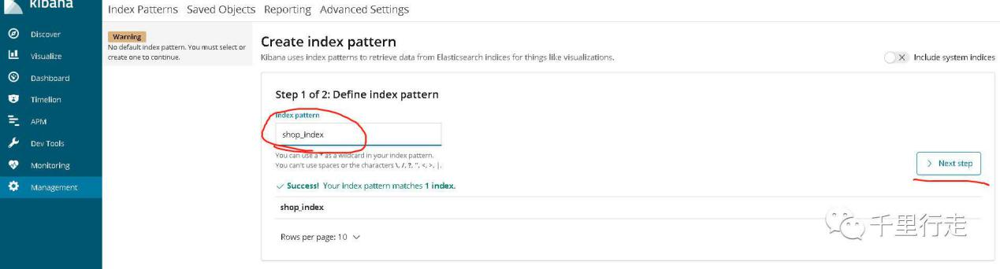 kibana
Index Patterns Saved Objects Reporting Advanced Settings
Discover
Visualize
Dashboard
Timelion
APM
Dev Tools
Monitoring
Management
Warning
No default index pattern. You must select or
create one to continue.
Create index pattern
Kibana uses index patterns to retrieve data from Elasticsearch indices for things like visualizations.
Include system indices
Step 1 of 2: Define index pattern
Index pattern
shop_index
You can use a * as a wildcard in your index pattern.
You can't use spaces or the characters \, /, ?, ", <, >, |.
Next step
Success! Your index pattern matches 1 index.
shop_index
Rows per page: 10
千里行走